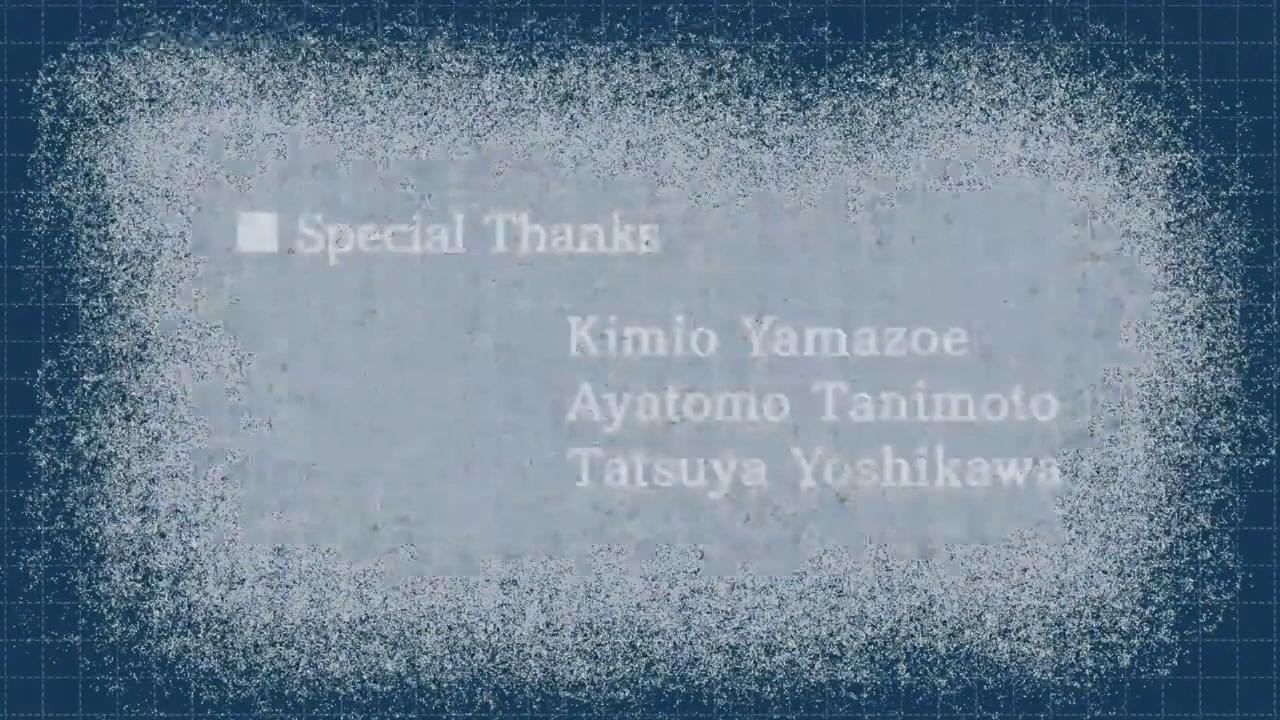 ■ Special Thanks
Kimio Yamazoe
Ayatomo Tanimoto
Tatsuya Yoshikawa